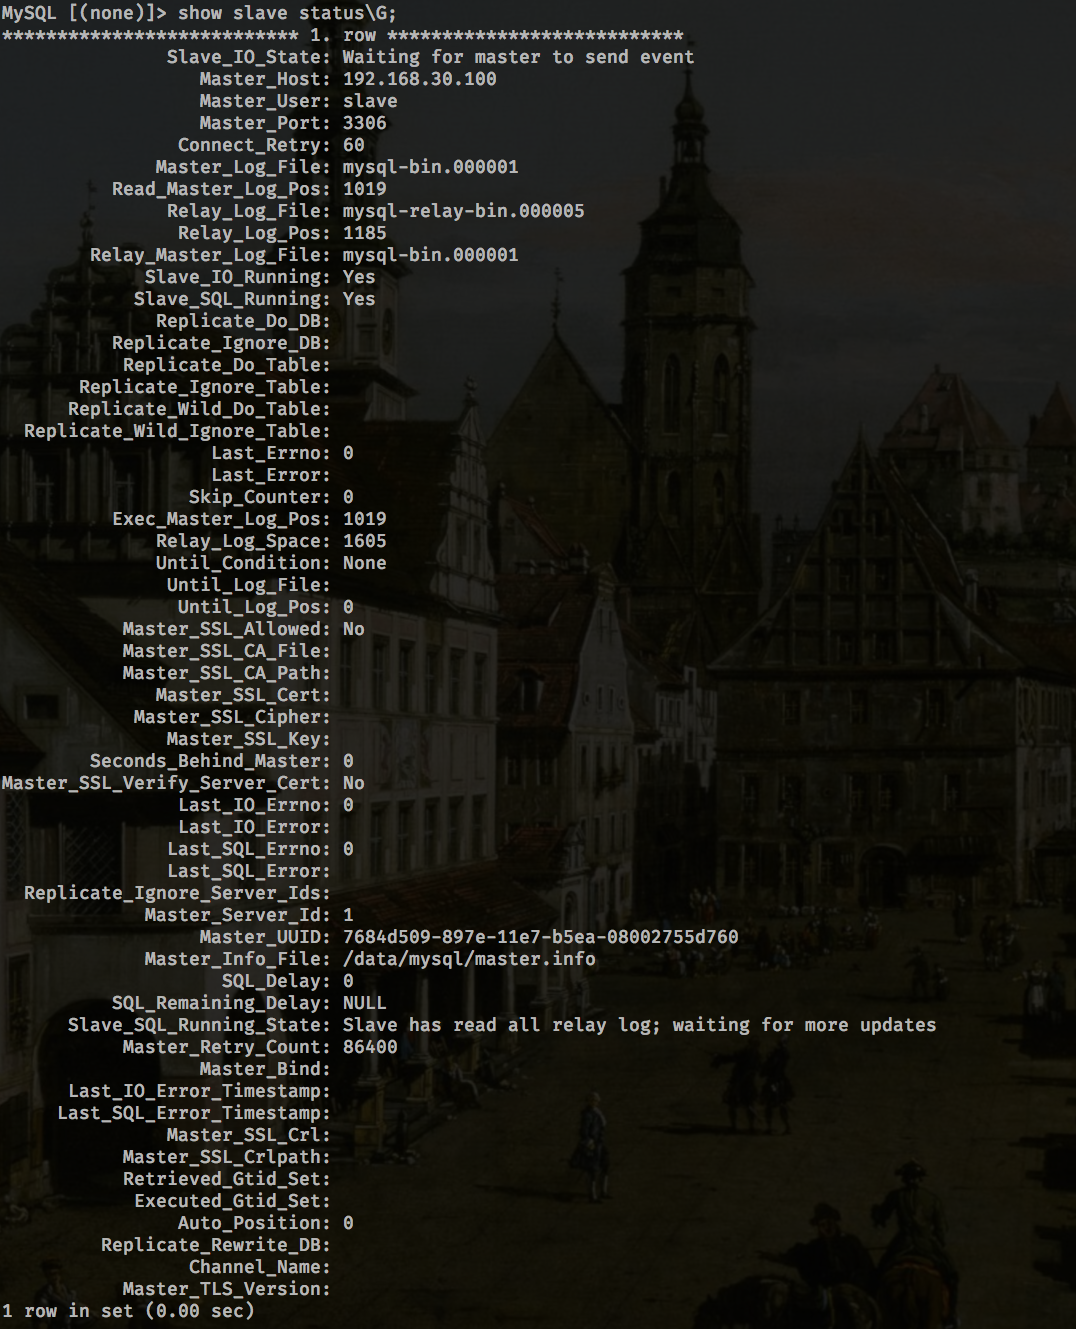 MySQL [(none)]> show slave status\G;
*************************** 1. row ***************************
Slave_IO_State: Waiting for master to send event
Master_Host: 192.168.30.100
Master_User: slave
Master_Port: 3306
Connect_Retry: 60
Master_Log_File: mysql-bin.000001
Read_Master_Log_Pos: 1019
Relay_Log_File: mysql-relay-bin.000005
Relay_Log_Pos: 1185
Relay_Master_Log_File: mysql-bin.000001
Slave_IO_Running: Yes
Slave_SQL_Running: Yes
Replicate_Do_DB:
Replicate_Ignore_DB:
Replicate_Do_Table:
Replicate_Ignore_Table:
Replicate_Wild_Do_Table:
Replicate_Wild_Ignore_Table:
Last_Errno: 0
Last_Error:
Skip_Counter: 0
Exec_Master_Log_Pos: 1019
Relay_Log_Space: 1605
Until_Condition: None
Until_Log_File:
Until_Log_Pos: 0
Master_SSL_Allowed: No
Master_SSL_CA_File:
Master_SSL_CA_Path:
Master_SSL_Cert:
Master_SSL_Cipher:
Master_SSL_Key:
Seconds_Behind_Master: 0
Master_SSL_Verify_Server_Cert: No
Last_IO_Errno: 0
Last_IO_Error:
Last_SQL_Errno: 0
Last_SQL_Error:
Replicate_Ignore_Server_Ids:
Master_Server_Id: 1
Master_UUID: 7684d509-897e-11e7-b5ea-08002755d760
Master_Info_File: /data/mysql/master.info
SQL_Delay: 0
SQL_Remaining_Delay: NULL
Slave_SQL_Running_State: Slave has read all relay log; waiting for more updates
Master_Retry_Count: 86400
Master_Bind:
Last_IO_Error_Timestamp:
Last_SQL_Error_Timestamp:
Master_SSL_Crl:
Master_SSL_Crlpath:
Retrieved_Gtid_Set:
Executed_Gtid_Set:
Auto_Position: 0
Replicate_Rewrite_DB:
Channel_Name:
Master_TLS_Version:
1 row in set (0.00 sec)